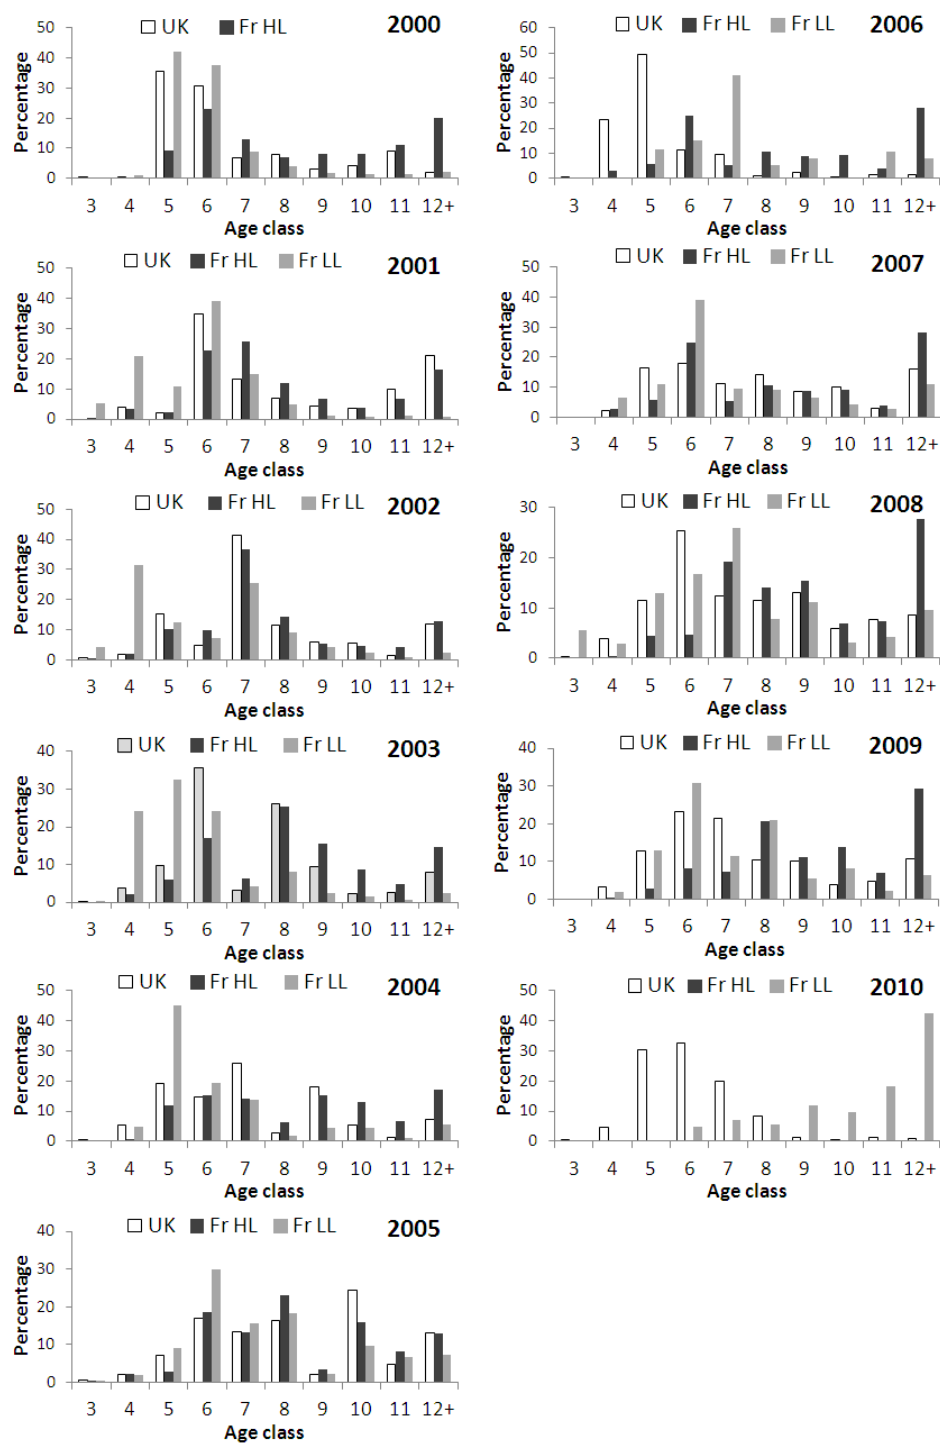 UK Fr HL 2000
Percentage
50
40
30
20
10
0
3 4 5 6 7 8 9 10 11 12+
Age class
UK Fr HL Fr LL 2001
Percentage
50
40
30
20
10
0
3 4 5 6 7 8 9 10 11 12+
Age class
UK Fr HL Fr LL 2002
Percentage
50
40
30
20
10
0
3 4 5 6 7 8 9 10 11 12+
Age class
UK Fr HL Fr LL 2003
Percentage
40
30
20
10
0
3 4 5 6 7 8 9 10 11 12+
Age class
UK Fr HL Fr LL 2004
Percentage
50
40
30
20
10
0
3 4 5 6 7 8 9 10 11 12+
Age class
UK Fr HL Fr LL 2005
Percentage
40
30
20
10
0
3 4 5 6 7 8 9 10 11 12+
Age class
UK Fr HL Fr LL 2006
Percentage
60
50
40
30
20
10
0
3 4 5 6 7 8 9 10 11 12+
Age class
UK Fr HL Fr LL 2007
Percentage
50
40
30
20
10
0
3 4 5 6 7 8 9 10 11 12+
Age class
UK Fr HL Fr LL 2008
Percentage
30
20
10
0
3 4 5 6 7 8 9 10 11 12+
Age class
UK Fr HL Fr LL 2009
Percentage
40
30
20
10
0
3 4 5 6 7 8 9 10 11 12+
Age class
UK Fr HL Fr LL 2010
Percentage
50
40
30
20
10
0
3 4 5 6 7 8 9 10 11 12+
Age class